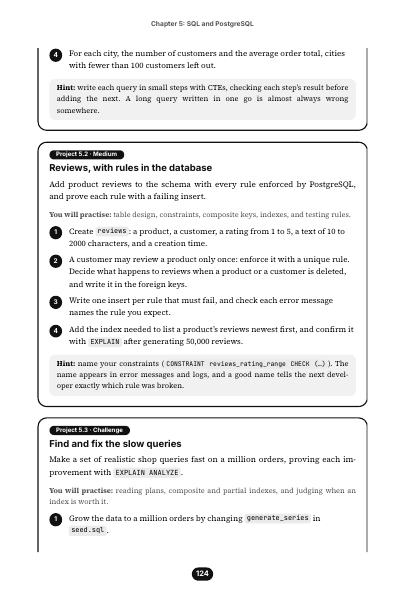 Chapter 5: SQL and PostgreSQL
4 For each city, the number of customers and the average order total, cities
with fewer than 100 customers left out.
Hint: write each query in small steps with CTEs, checking each step's result before
adding the next. A long query written in one go is almost always wrong
somewhere.
Project 5.2 · Medium
Reviews, with rules in the database
Add product reviews to the schema with every rule enforced by PostgreSQL,
and prove each rule with a failing insert.
You will practise: table design, constraints, composite keys, indexes, and testing rules.
1 Create reviews: a product, a customer, a rating from 1 to 5, a text of 10 to
2000 characters, and a creation time.
2 A customer may review a product only once: enforce it with a unique rule.
Decide what happens to reviews when a product or a customer is deleted,
and write it in the foreign keys.
3 Write one insert per rule that must fail, and check each error message
names the rule you expect.
4 Add the index needed to list a product's reviews newest first, and confirm it
with EXPLAIN after generating 50,000 reviews.
Hint: name your constraints (CONSTRAINT reviews_rating_range CHECK (…)). The
name appears in error messages and logs, and a good name tells the next devel-
oper exactly which rule was broken.
Project 5.3 · Challenge
Find and fix the slow queries
Make a set of realistic shop queries fast on a million orders, proving each im-
provement with EXPLAIN ANALYZE.
You will practise: reading plans, composite and partial indexes, and judging when an
index is worth it.
1 Grow the data to a million orders by changing generate_series in
seed.sql.
124